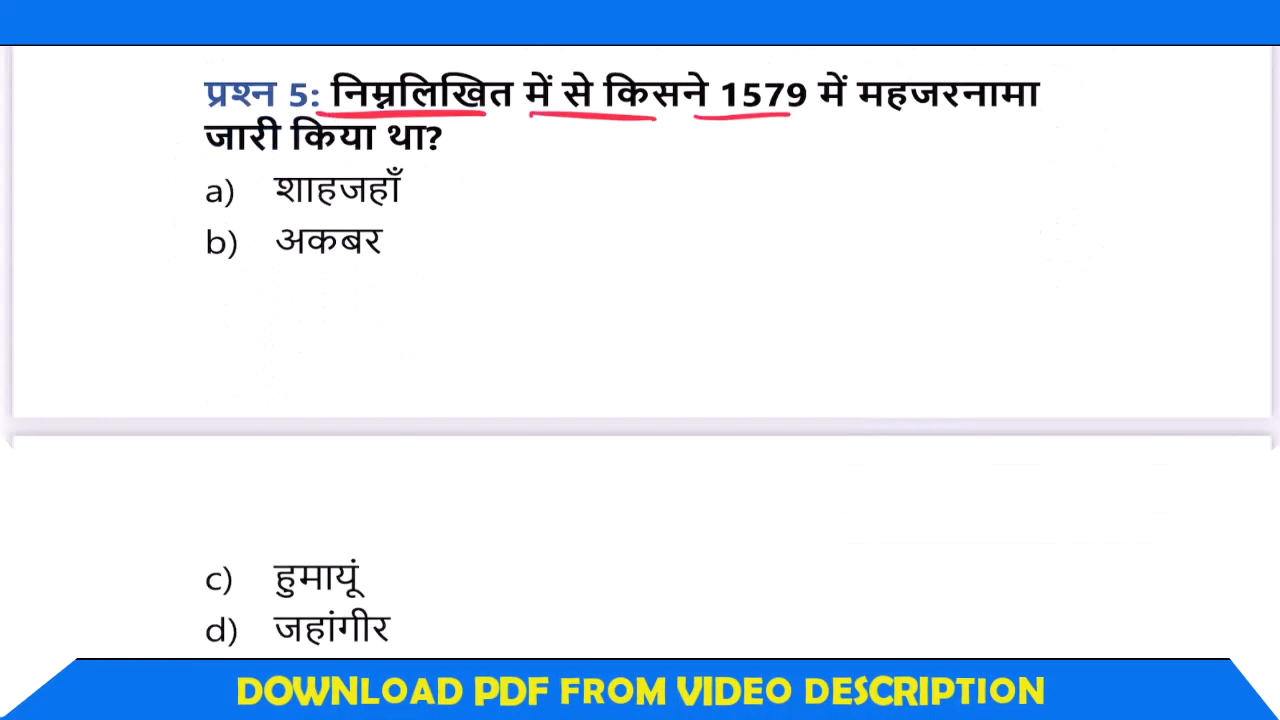 प्रश्न 5: निम्नलिखित में से किसने 1579 में महजरनामा
जारी किया था?
a) शाहजहाँ
b) अकबर
c) हुमायूं
d) जहांगीर
DOWNLOAD PDF FROM VIDEO DESCRIPTION